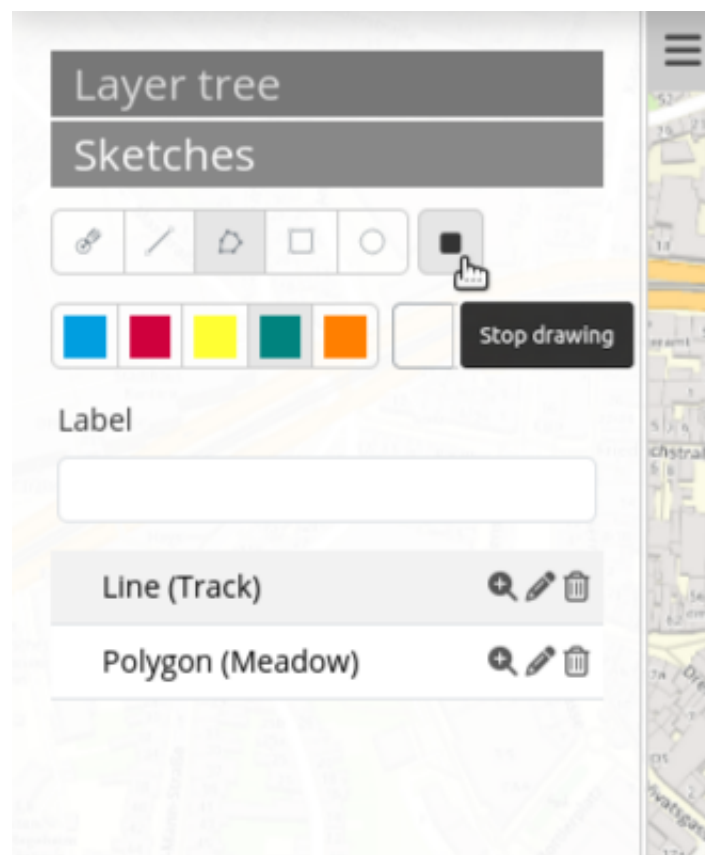 Layer tree
Sketches
Stop drawing
Label
Line (Track)
Polygon (Meadow)